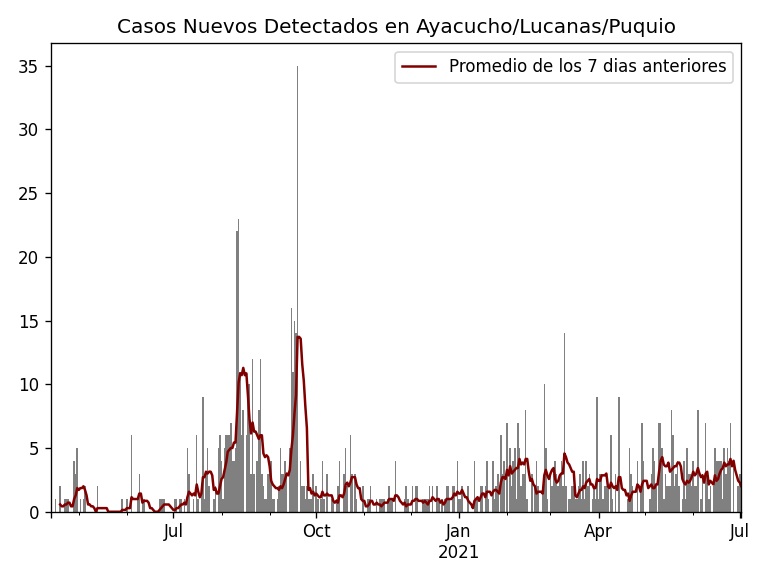 Casos Nuevos Detectados en Ayacucho/Lucanas/Puquio
Promedio de los 7 dias anteriores
35
30
25
20
15
10
5
0
Jul
Oct
Jan
2021
Apr
Jul